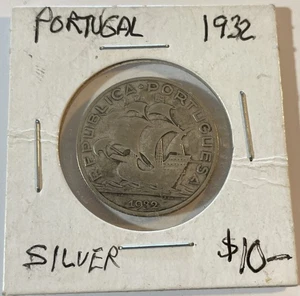 PORTUGAL 1932
REPUBLICA·PORTUGUESA
1932
SILVER $10-